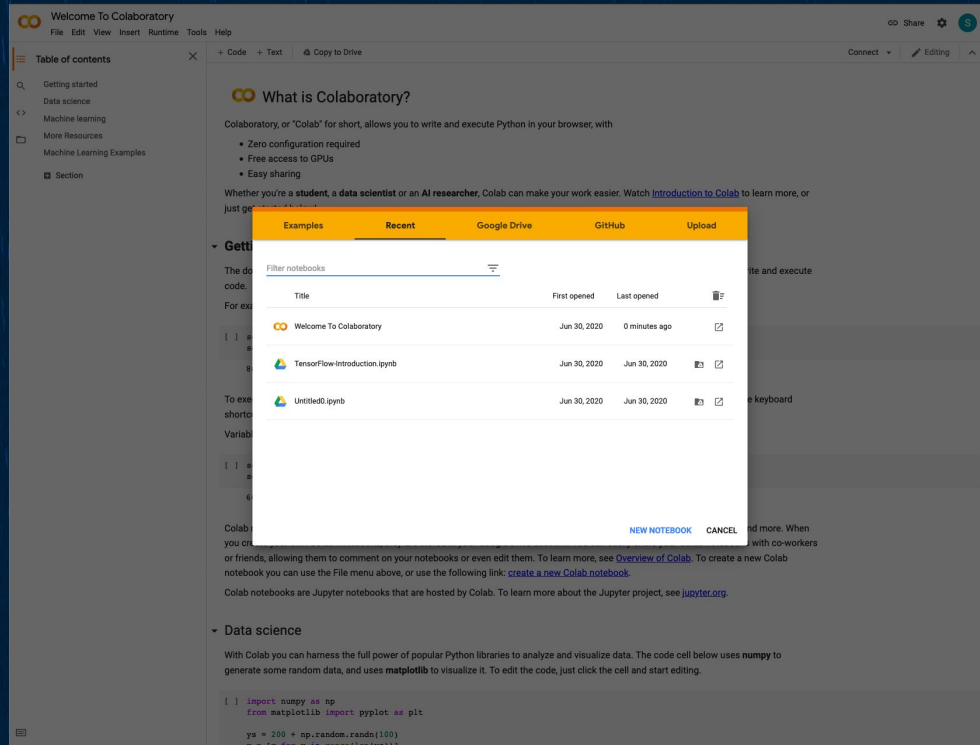 Welcome To Colaboratory
File Edit View Insert Runtime Tools Help
Share
S
Table of contents
Getting started
Data science
Machine learning
More Resources
Machine Learning Examples
Section
+ Code + Text Copy to Drive
Connect
Editing
What is Colaboratory?
Colaboratory, or "Colab" for short, allows you to write and execute Python in your browser, with
• Zero configuration required
• Free access to GPUs
• Easy sharing
Whether you're a student, a data scientist or an AI researcher, Colab can make your work easier. Watch Introduction to Colab to learn more, or
just
Examples Recent Google Drive GitHub Upload
Filter notebooks
Title First opened Last opened
Welcome To Colaboratory Jun 30, 2020 0 minutes ago
TensorFlow-Introduction.ipynb Jun 30, 2020 Jun 30, 2020
Untitled0.ipynb Jun 30, 2020 Jun 30, 2020
NEW NOTEBOOK CANCEL
Getti
The do
ite and execute
code.
For exa
[ ]
To exe
e keyboard
shortcu
Variabl
[ ]
Colab
nd more. When
you cre
with co-workers
or friends, allowing them to comment on your notebooks or even edit them. To learn more, see Overview of Colab. To create a new Colab
notebook you can use the File menu above, or use the following link: create a new Colab notebook.
Colab notebooks are Jupyter notebooks that are hosted by Colab. To learn more about the Jupyter project, see jupyter.org.
Data science
With Colab you can harness the full power of popular Python libraries to analyze and visualize data. The code cell below uses numpy to
generate some random data, and uses matplotlib to visualize it. To edit the code, just click the cell and start editing.
[ ] import numpy as np
from matplotlib import pyplot as plt
ys = 200 + np.random.randn(100)